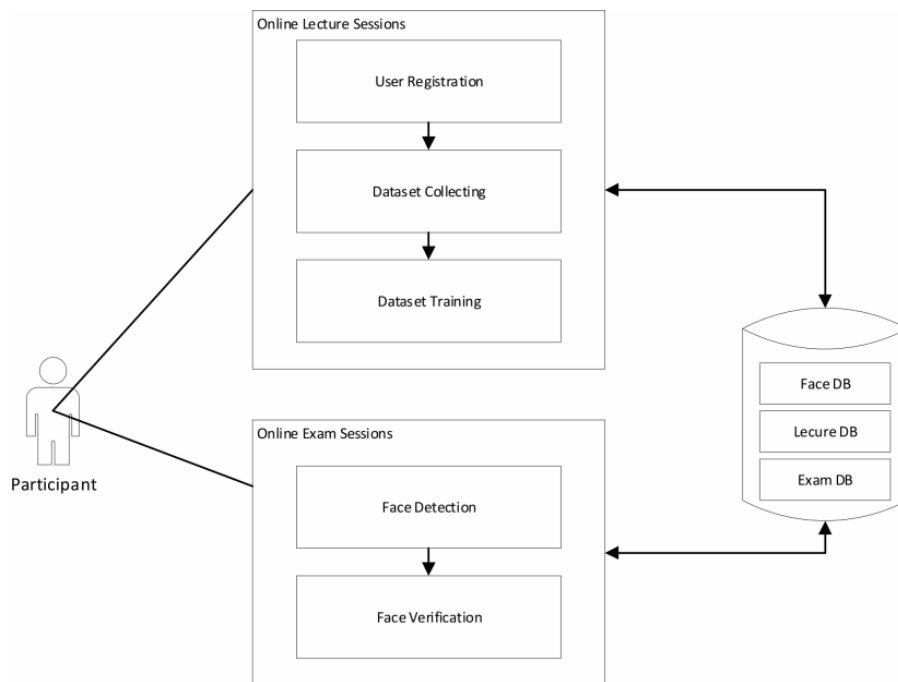 Online Lecture Sessions
User Registration
Dataset Collecting
Dataset Training
Participant
Online Exam Sessions
Face Detection
Face Verification
Face DB
Lecure DB
Exam DB